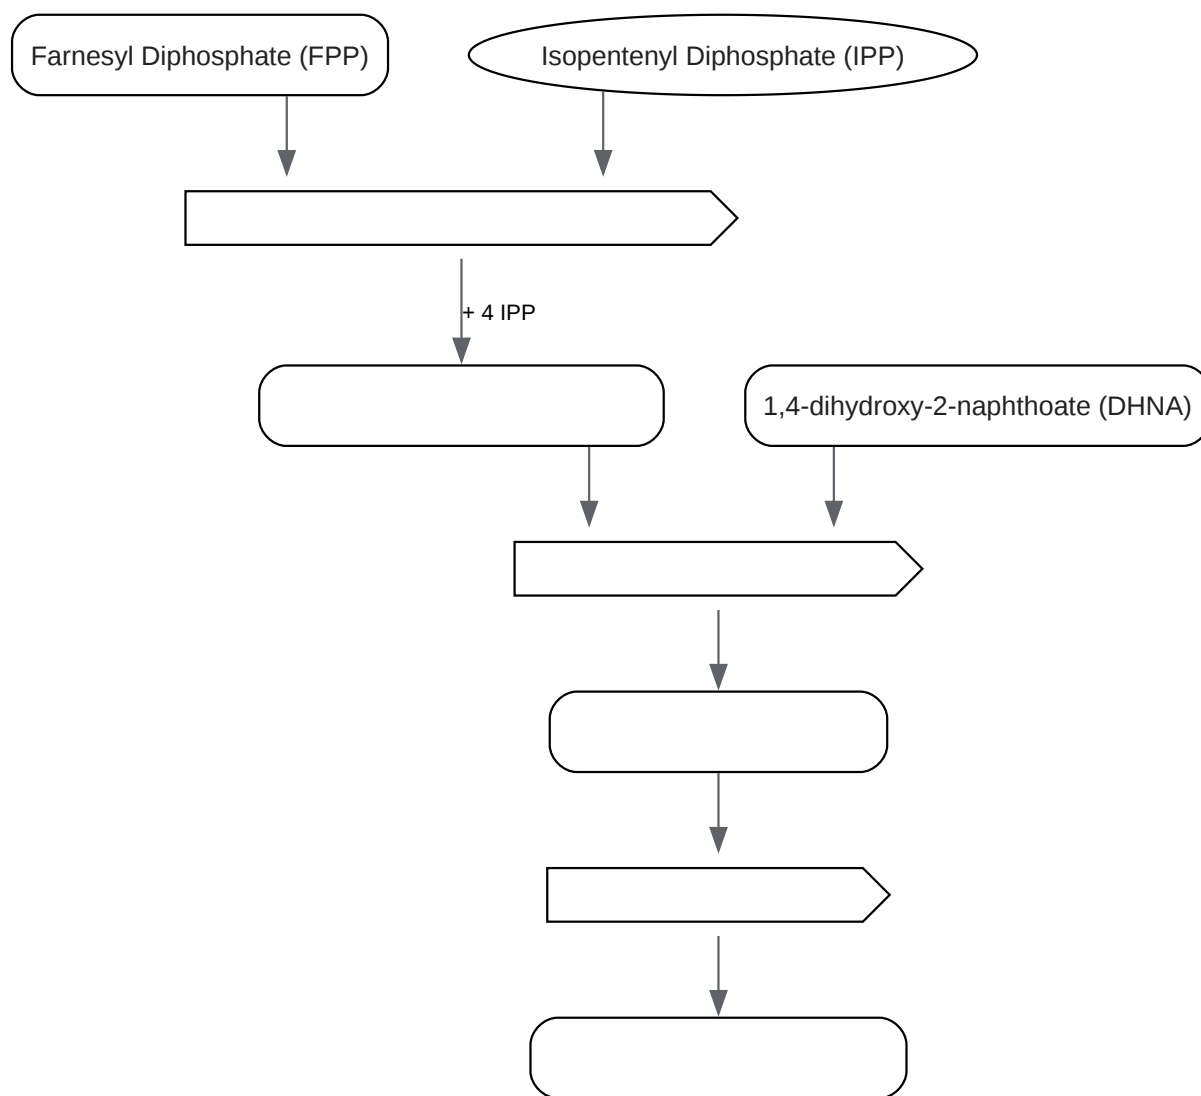 Farnesyl Diphosphate (FPP)
Isopentenyl Diphosphate (IPP)
+ 4 IPP
1,4-dihydroxy-2-naphthoate (DHNA)